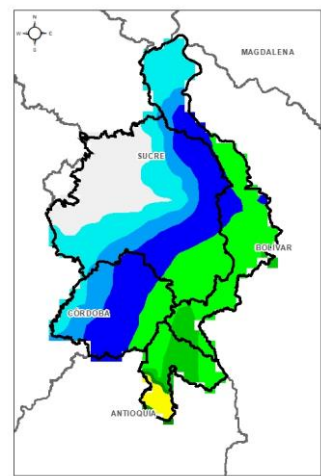 N
W E
S
MAGDALENA
SUCRE
BOLIVAR
CORDOBA
ANTIOQUIA